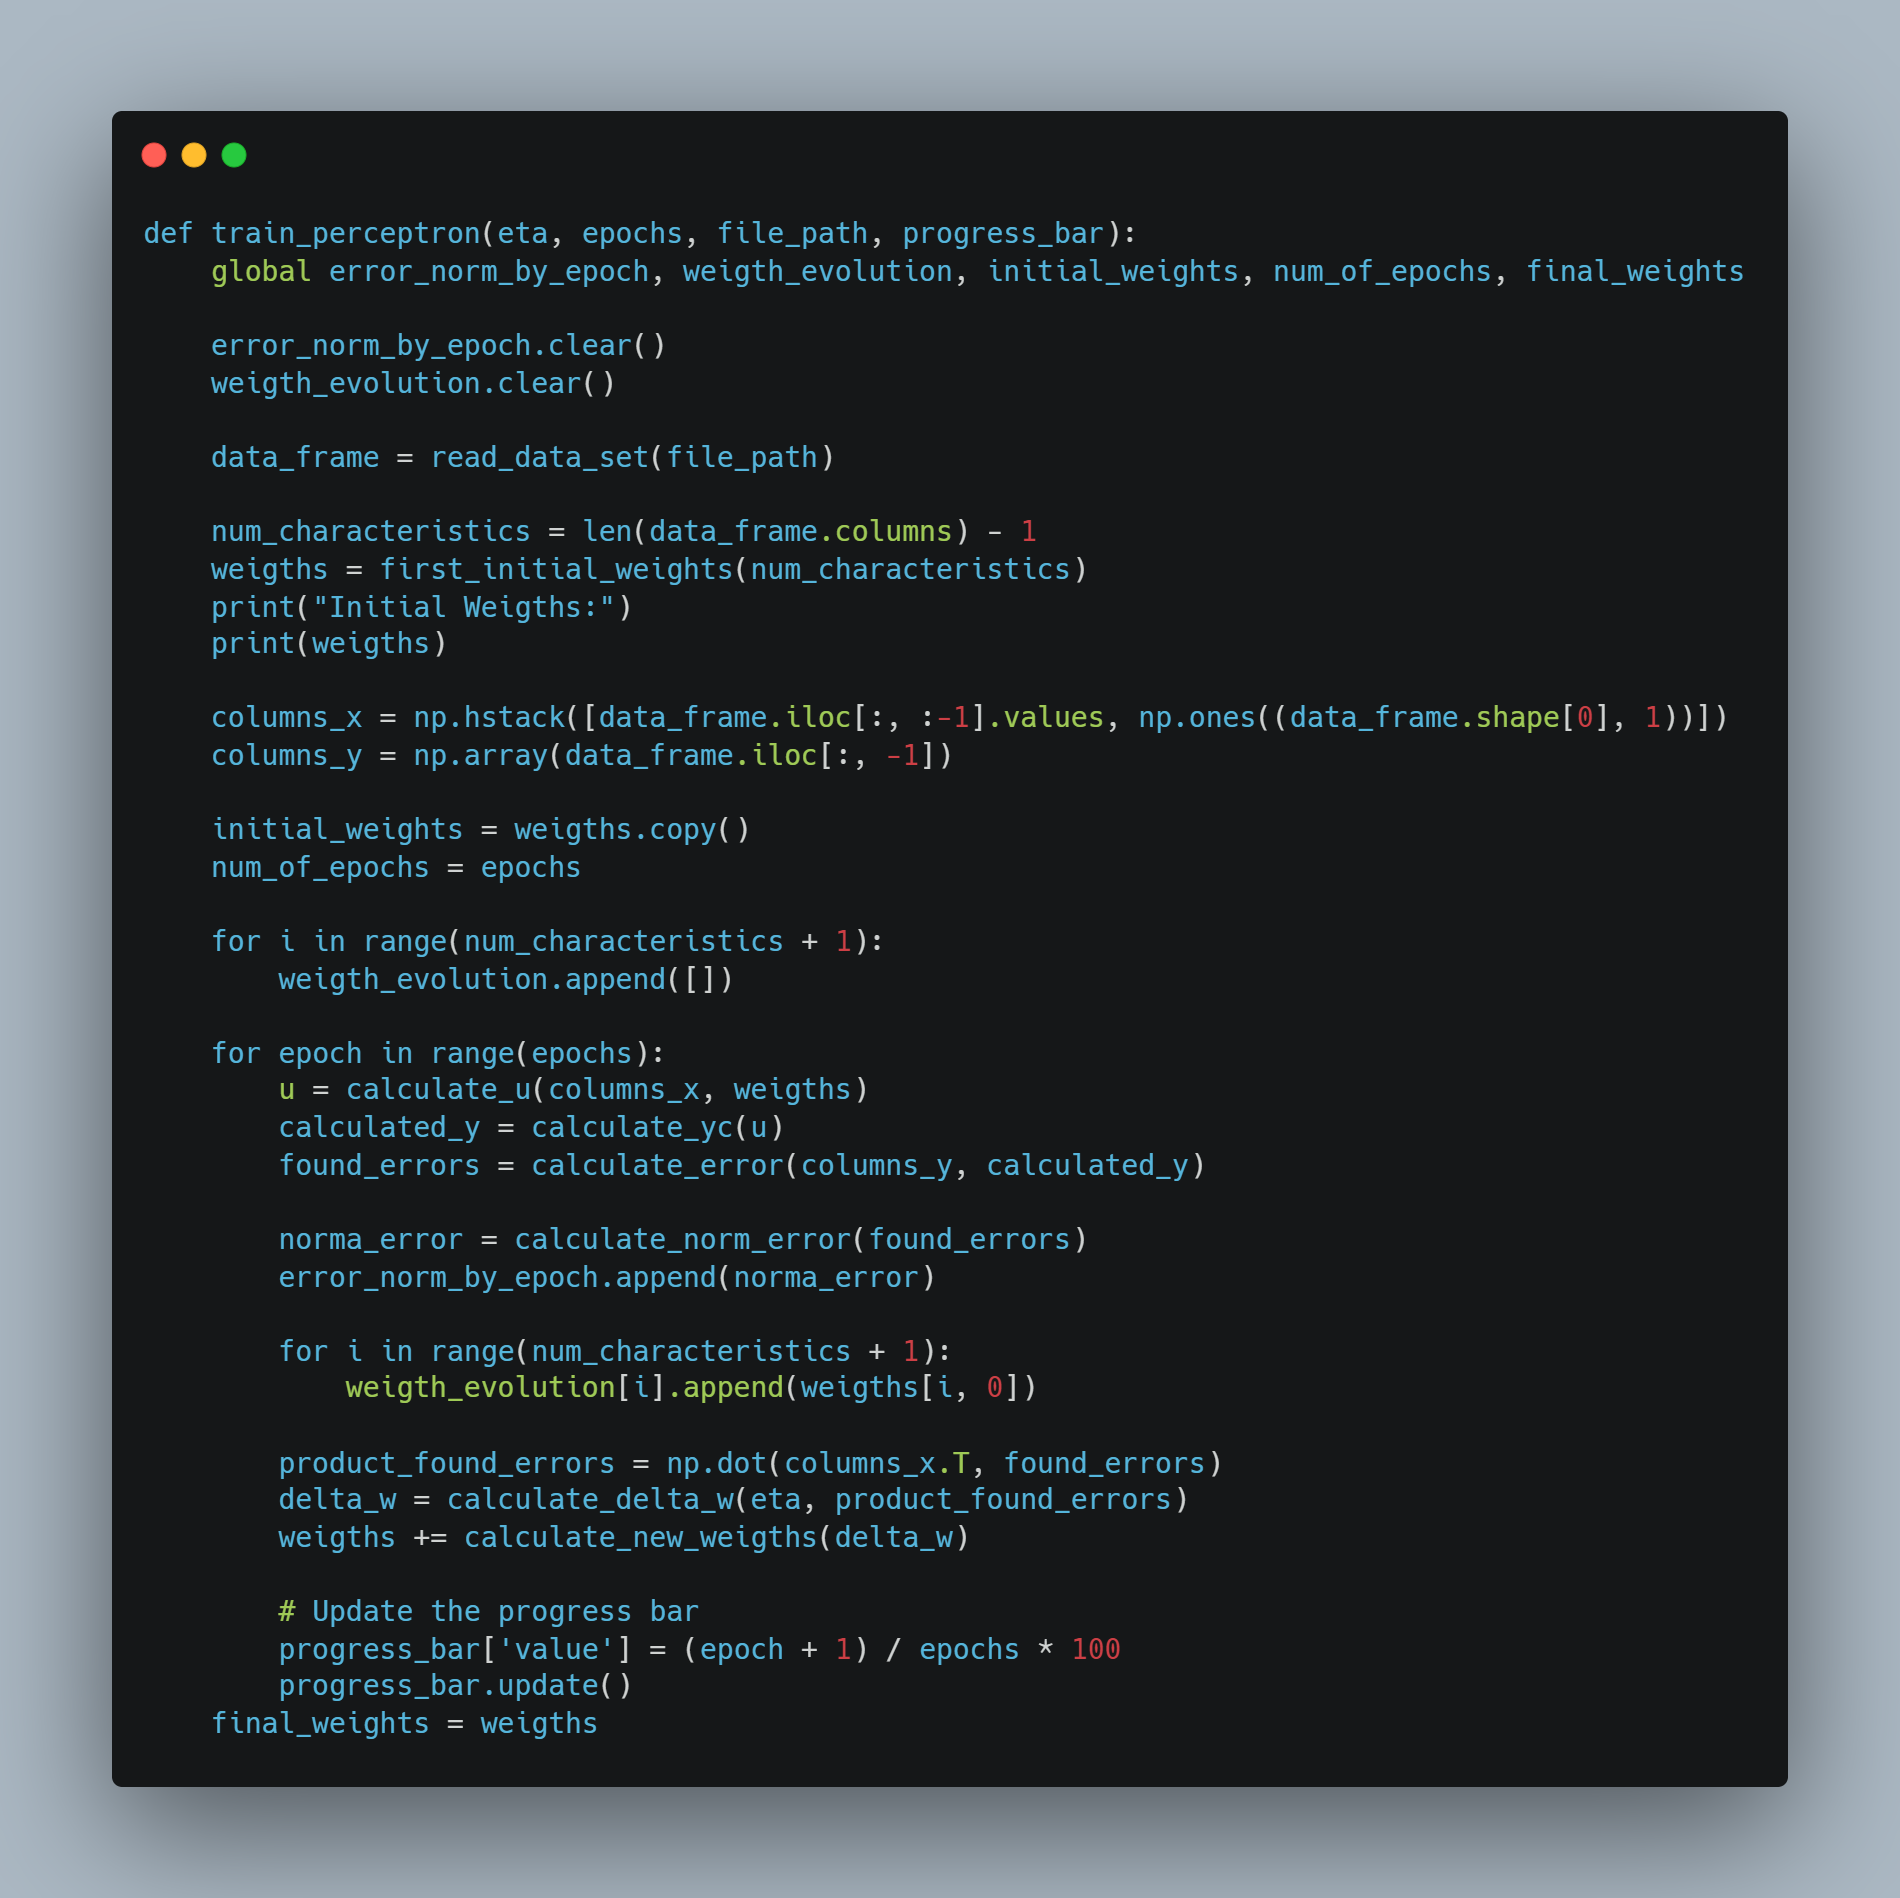 def train_perceptron(eta, epochs, file_path, progress_bar):
    global error_norm_by_epoch, weigth_evolution, initial_weights, num_of_epochs, final_weights

    error_norm_by_epoch.clear()
    weigth_evolution.clear()

    data_frame = read_data_set(file_path)

    num_characteristics = len(data_frame.columns) - 1
    weigths = first_initial_weights(num_characteristics)
    print("Initial Weigths:")
    print(weigths)

    columns_x = np.hstack([data_frame.iloc[:, :-1].values, np.ones((data_frame.shape[0], 1))])
    columns_y = np.array(data_frame.iloc[:, -1])

    initial_weights = weigths.copy()
    num_of_epochs = epochs

    for i in range(num_characteristics + 1):
        weigth_evolution.append([])

    for epoch in range(epochs):
        u = calculate_u(columns_x, weigths)
        calculated_y = calculate_yc(u)
        found_errors = calculate_error(columns_y, calculated_y)

        norma_error = calculate_norm_error(found_errors)
        error_norm_by_epoch.append(norma_error)

        for i in range(num_characteristics + 1):
            weigth_evolution[i].append(weigths[i, 0])

        product_found_errors = np.dot(columns_x.T, found_errors)
        delta_w = calculate_delta_w(eta, product_found_errors)
        weigths += calculate_new_weigths(delta_w)

        # Update the progress bar
        progress_bar['value'] = (epoch + 1) / epochs * 100
        progress_bar.update()
    final_weights = weigths